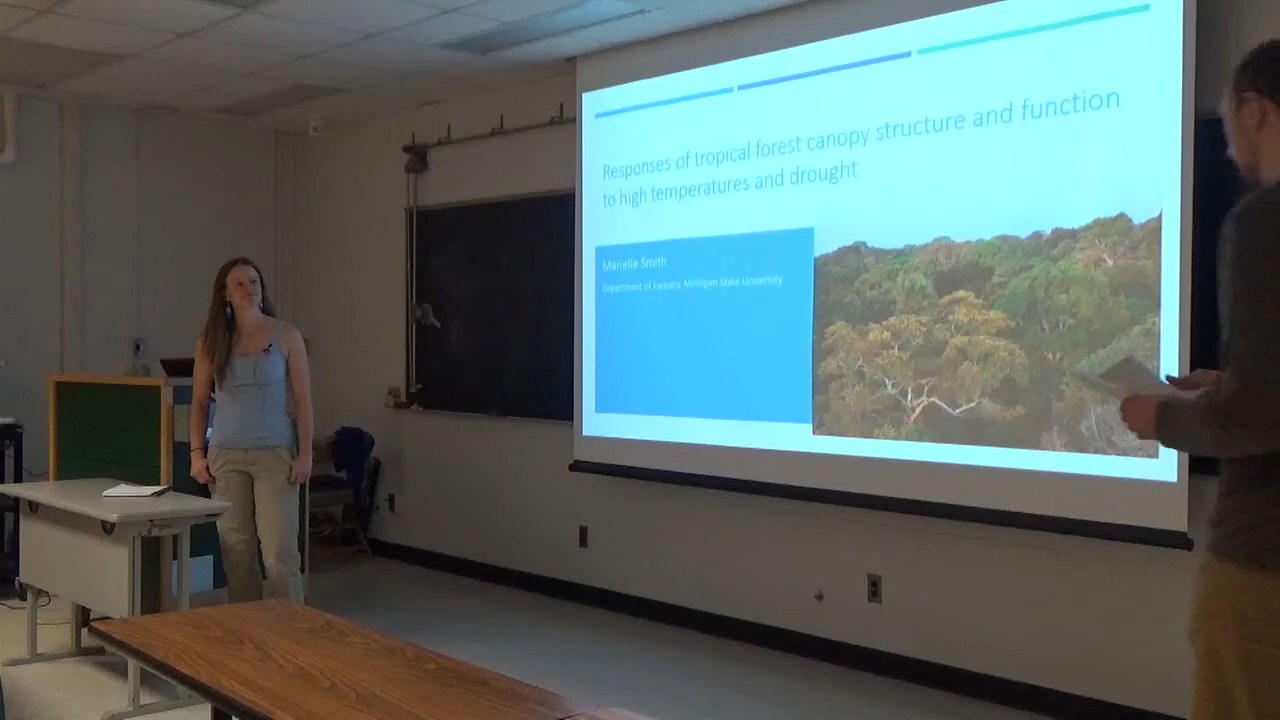 Responses of tropical forest canopy structure and function
to high temperatures and drought
Marielle Smith
Department of Forestry, Michigan State University